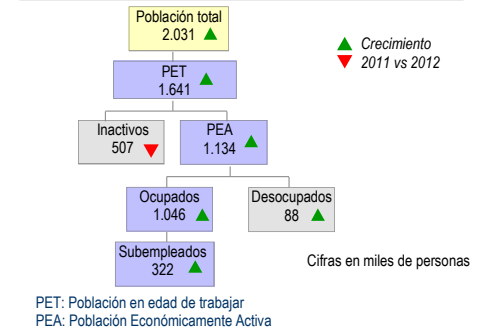 Población total
2.031
Crecimiento
2011 vs 2012
PET
1.641
Inactivos
507
PEA
1.134
Ocupados
1.046
Desocupados
88
Subempleados
322
Cifras en miles de personas
PET: Población en edad de trabajar
PEA: Población Económicamente Activa